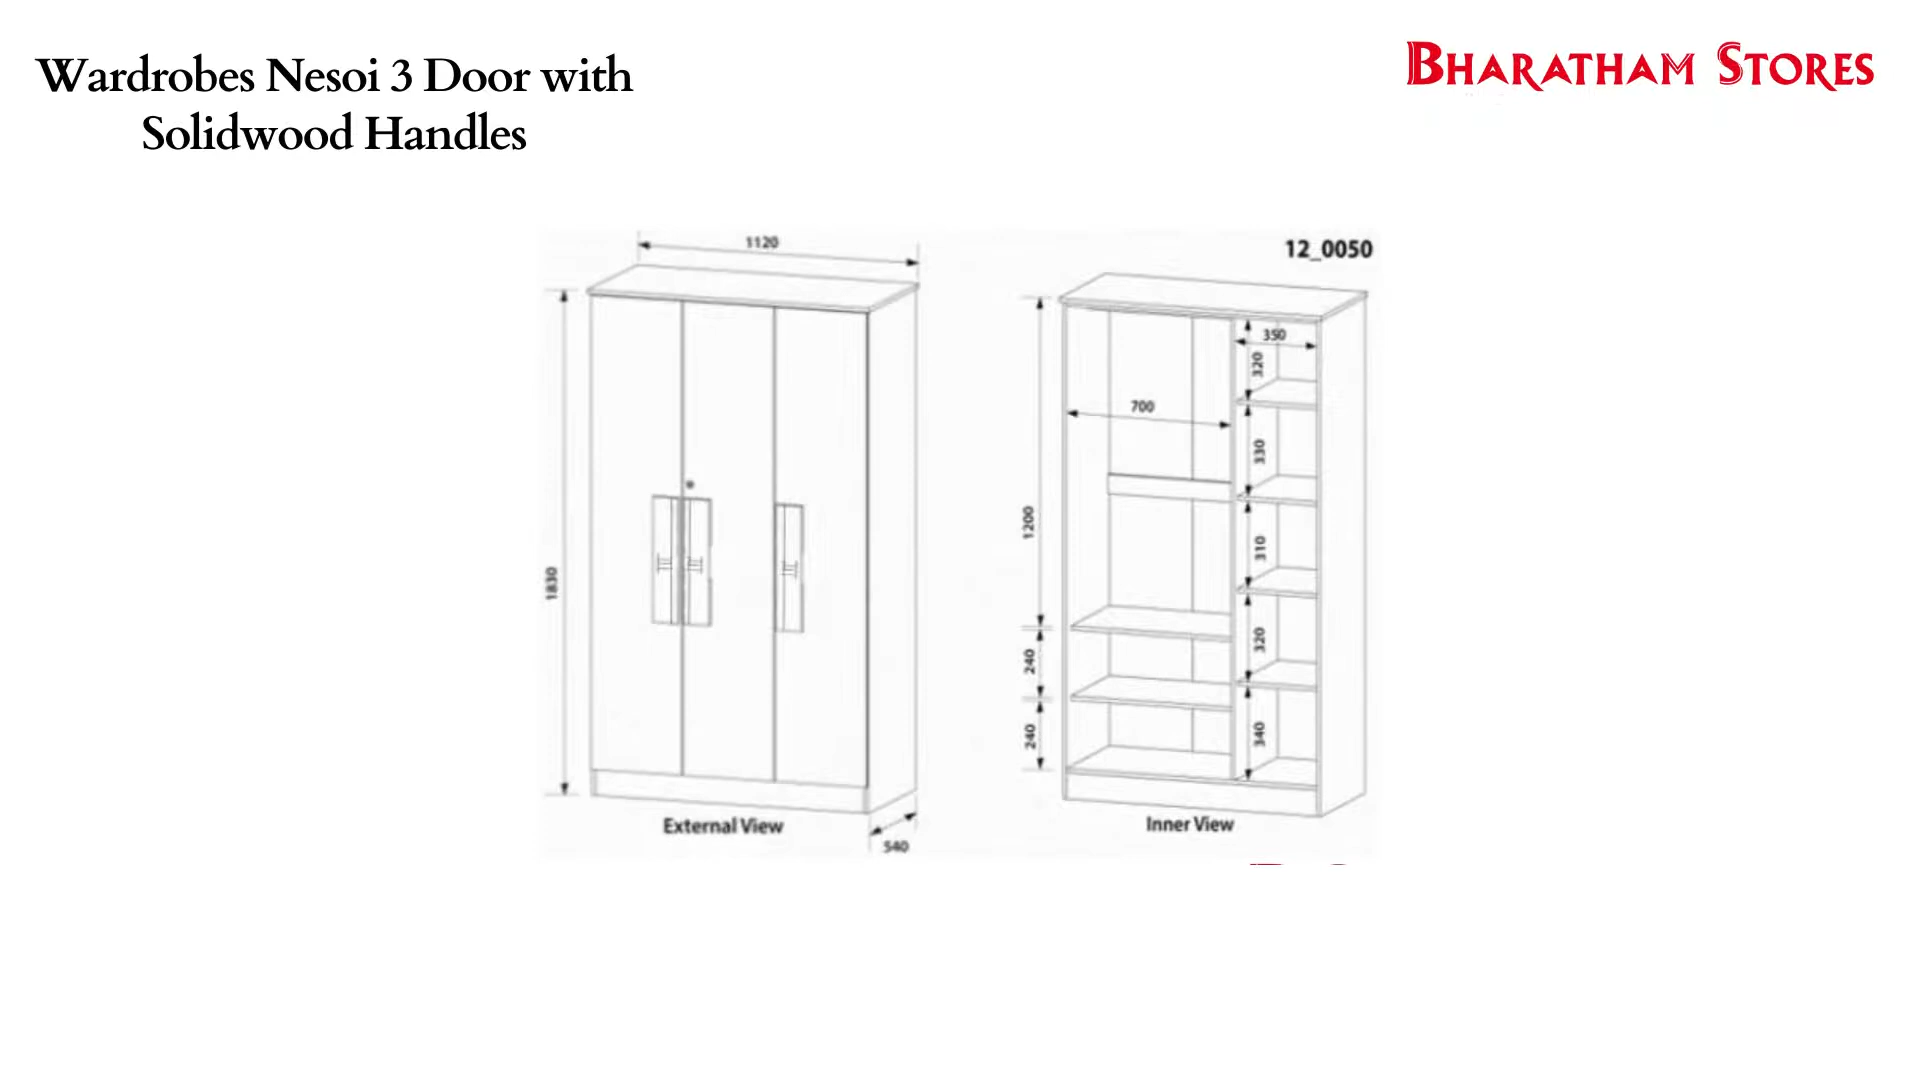 Wardrobes Nesoi 3 Door with
Solidwood Handles
BHARATHAM STORES
1120
1830
540
External View
12_0050
350
320
700
330
1200
310
320
240
340
240
Inner View